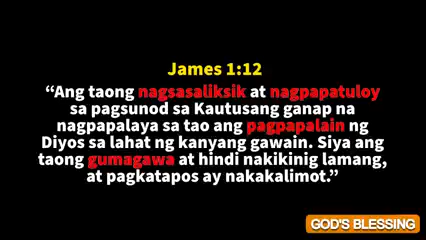 James 1:12
“Ang taong nagsasaliksik at nagpapatuloy
sa pagsunod sa Kautusang ganap na
nagpapalaya sa tao ang pagpapalain ng
Diyos sa lahat ng kanyang gawain. Siya ang
taong gumagawa at hindi nakikinig lamang,
at pagkatapos ay nakakalimot.”
GOD'S BLESSING